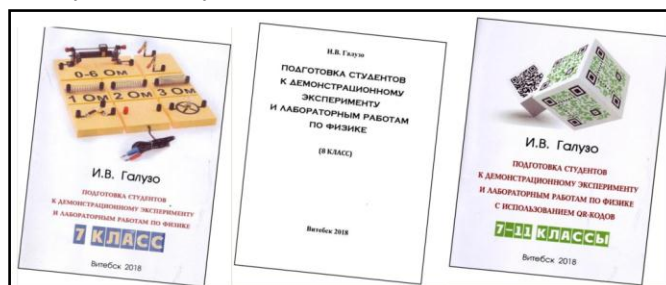 0-6 Ом
1 Ом 2 Ом 3 Ом
И.В. Галузо
ПОДГОТОВКА СТУДЕНТОВ
К ДЕМОНСТРАЦИОННОМУ ЭКСПЕРИМЕНТУ
И ЛАБОРАТОРНЫМ РАБОТАМ ПО ФИЗИКЕ
7 КЛАСС
Витебск 2018
И.В. Галузо
ПОДГОТОВКА СТУДЕНТОВ
К ДЕМОНСТРАЦИОННОМУ
ЭКСПЕРИМЕНТУ
И ЛАБОРАТОРНЫМ РАБОТАМ
ПО ФИЗИКЕ
(8 КЛАСС)
Витебск 2018
И.В. Галузо
ПОДГОТОВКА СТУДЕНТОВ
К ДЕМОНСТРАЦИОННОМУ ЭКСПЕРИМЕНТУ
И ЛАБОРАТОРНЫМ РАБОТАМ ПО ФИЗИКЕ
С ИСПОЛЬЗОВАНИЕМ QR-КОДОВ
7–11 КЛАССЫ
Витебск 2018